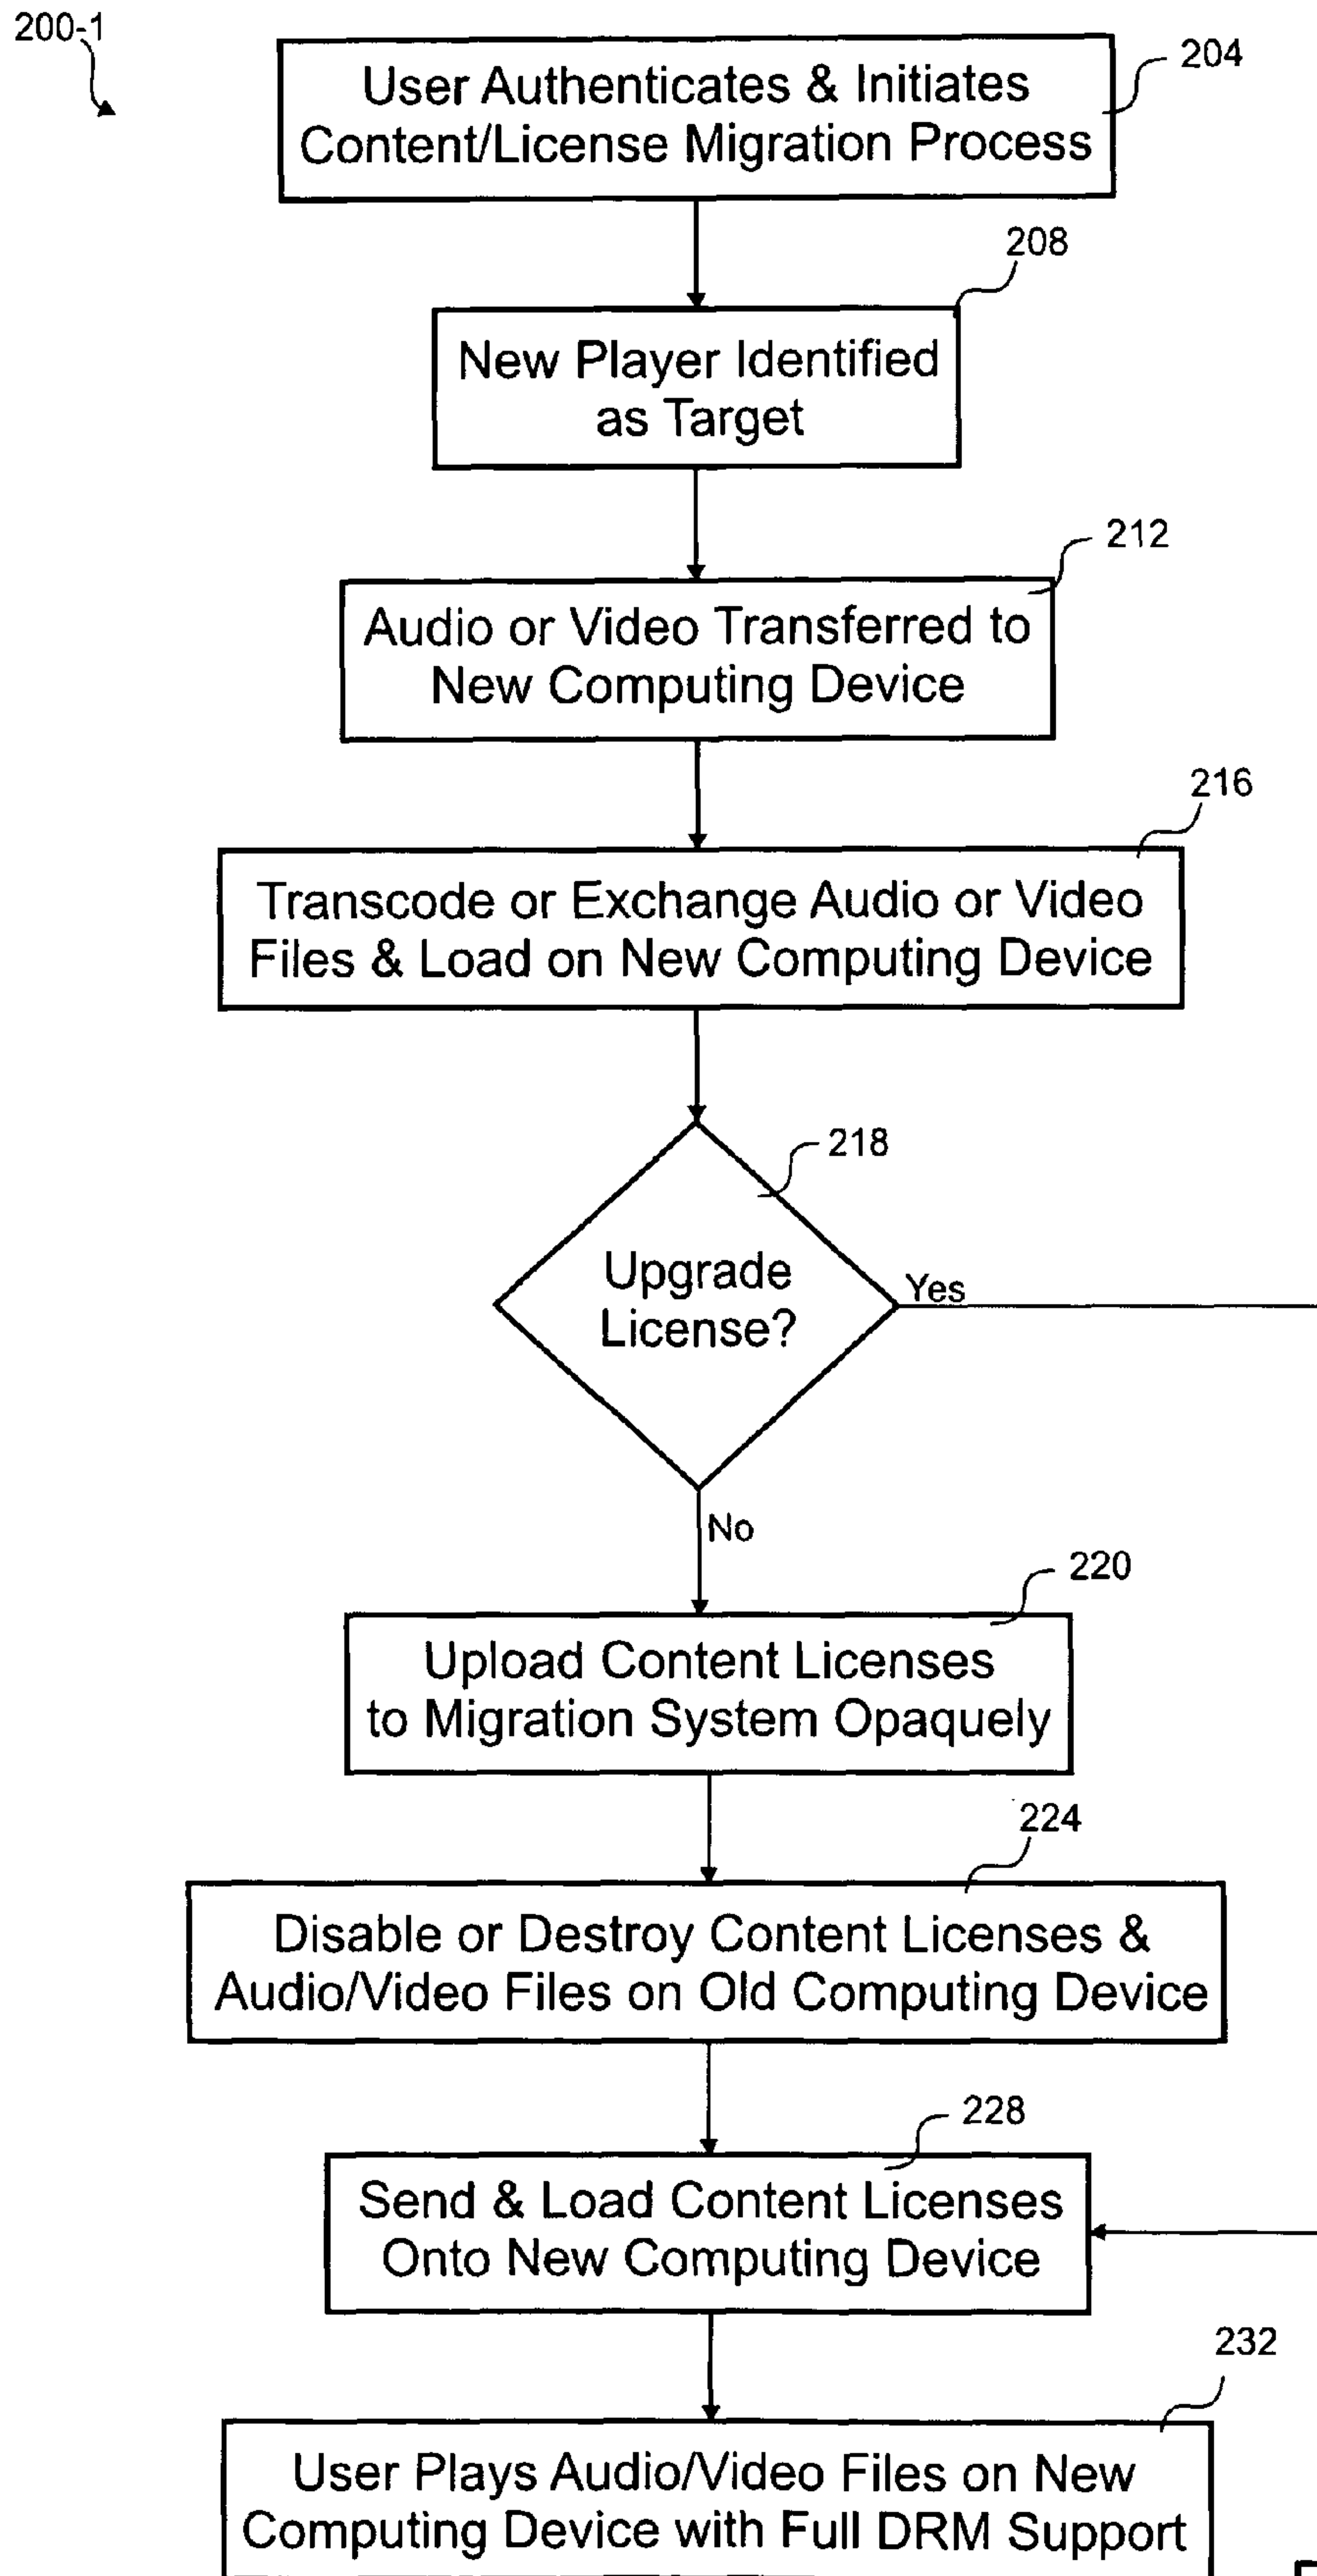 200-1
204
User Authenticates & Initiates
Content/License Migration Process
208
New Player Identified
as Target
212
Audio or Video Transferred to
New Computing Device
216
Transcode or Exchange Audio or Video
Files & Load on New Computing Device
218
Upgrade
License?
Yes
No
220
Upload Content Licenses
to Migration System Opaquely
224
Disable or Destroy Content Licenses &
Audio/Video Files on Old Computing Device
228
Send & Load Content Licenses
Onto New Computing Device
232
User Plays Audio/Video Files on New
Computing Device with Full DRM Support